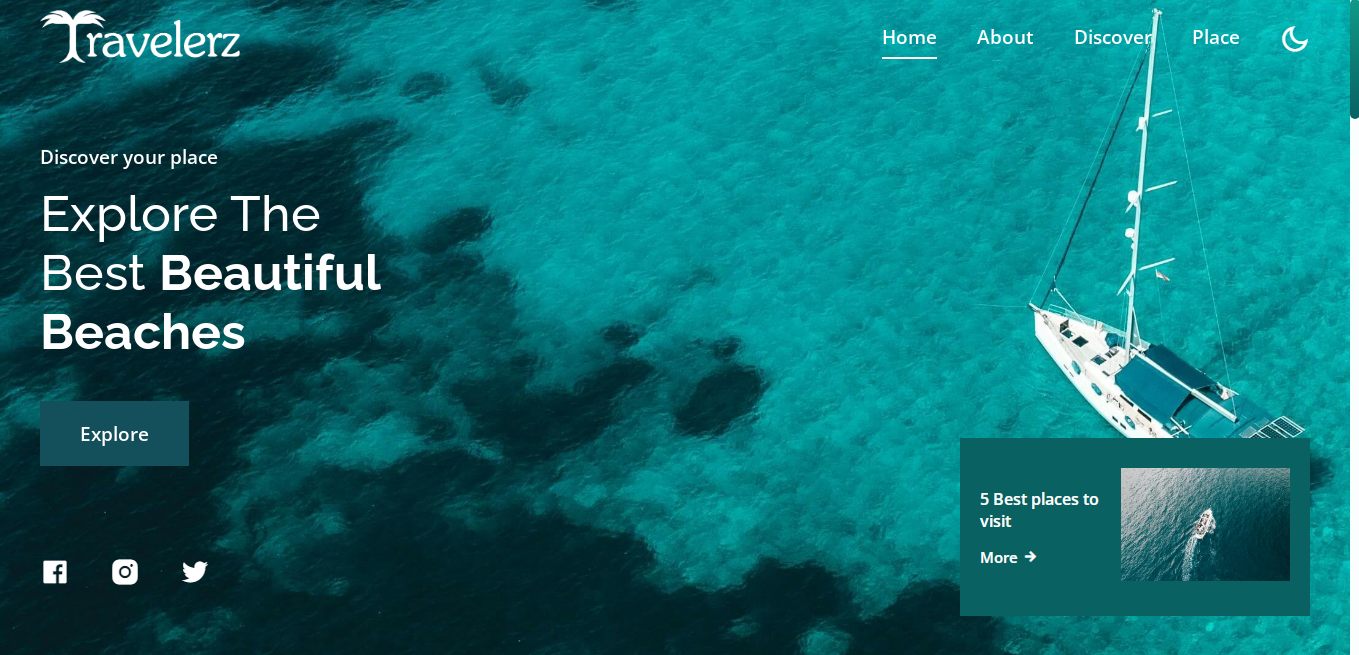 Travelerz
Home
About
Discover
Place
Discover your place
Explore The
Best Beautiful
Beaches
Explore
5 Best places to
visit
More